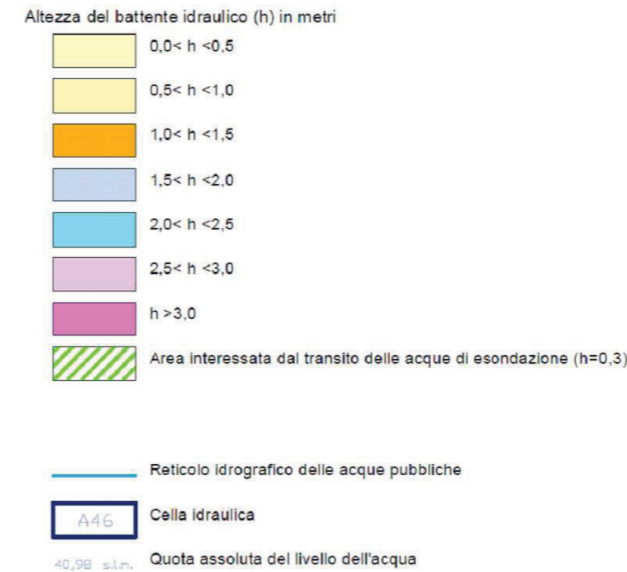 Altezza del battente idraulico (h) in metri
0,0< h <0,5
0,5< h <1,0
1,0< h <1,5
1,5< h <2,0
2,0< h <2,5
2,5< h <3,0
h >3,0
Area interessata dal transito delle acque di esondazione (h=0,3)
Reticolo idrografico delle acque pubbliche
A46 Cella idraulica
40,98 s.l.m. Quota assoluta del livello dell'acqua